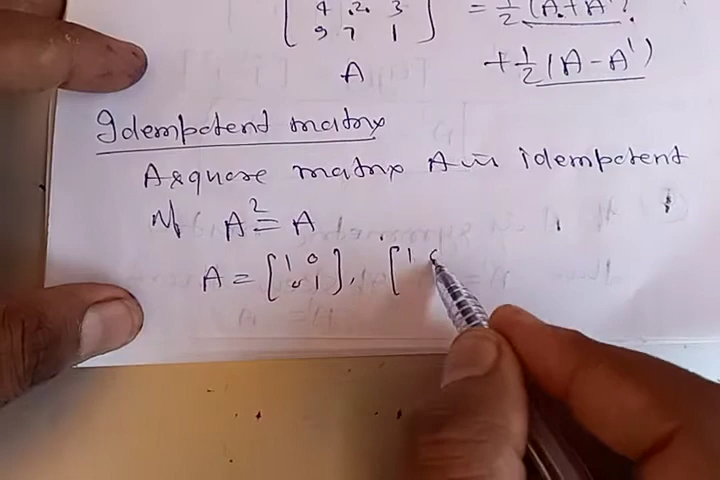 [4 2 3
9 7 1] = 1/2 (A + A')
A + 1/2 (A - A')
Idempotent matrix
A square matrix A is idempotent
if A² = A
A = [1 0
0 1], [1 0